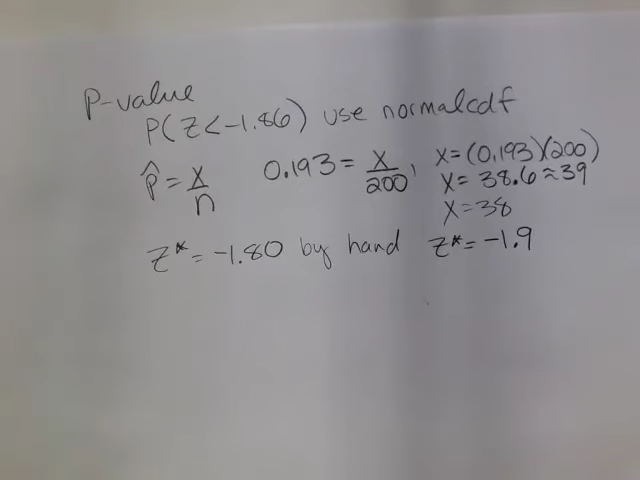 P-value
P(Z<-1.86) use normalcdf
p̂ = x/n 0.193 = x/200, x=(0.193)(200)
x= 38.6 ≈ 39
x=38
z* = -1.80 by hand z* = -1.9